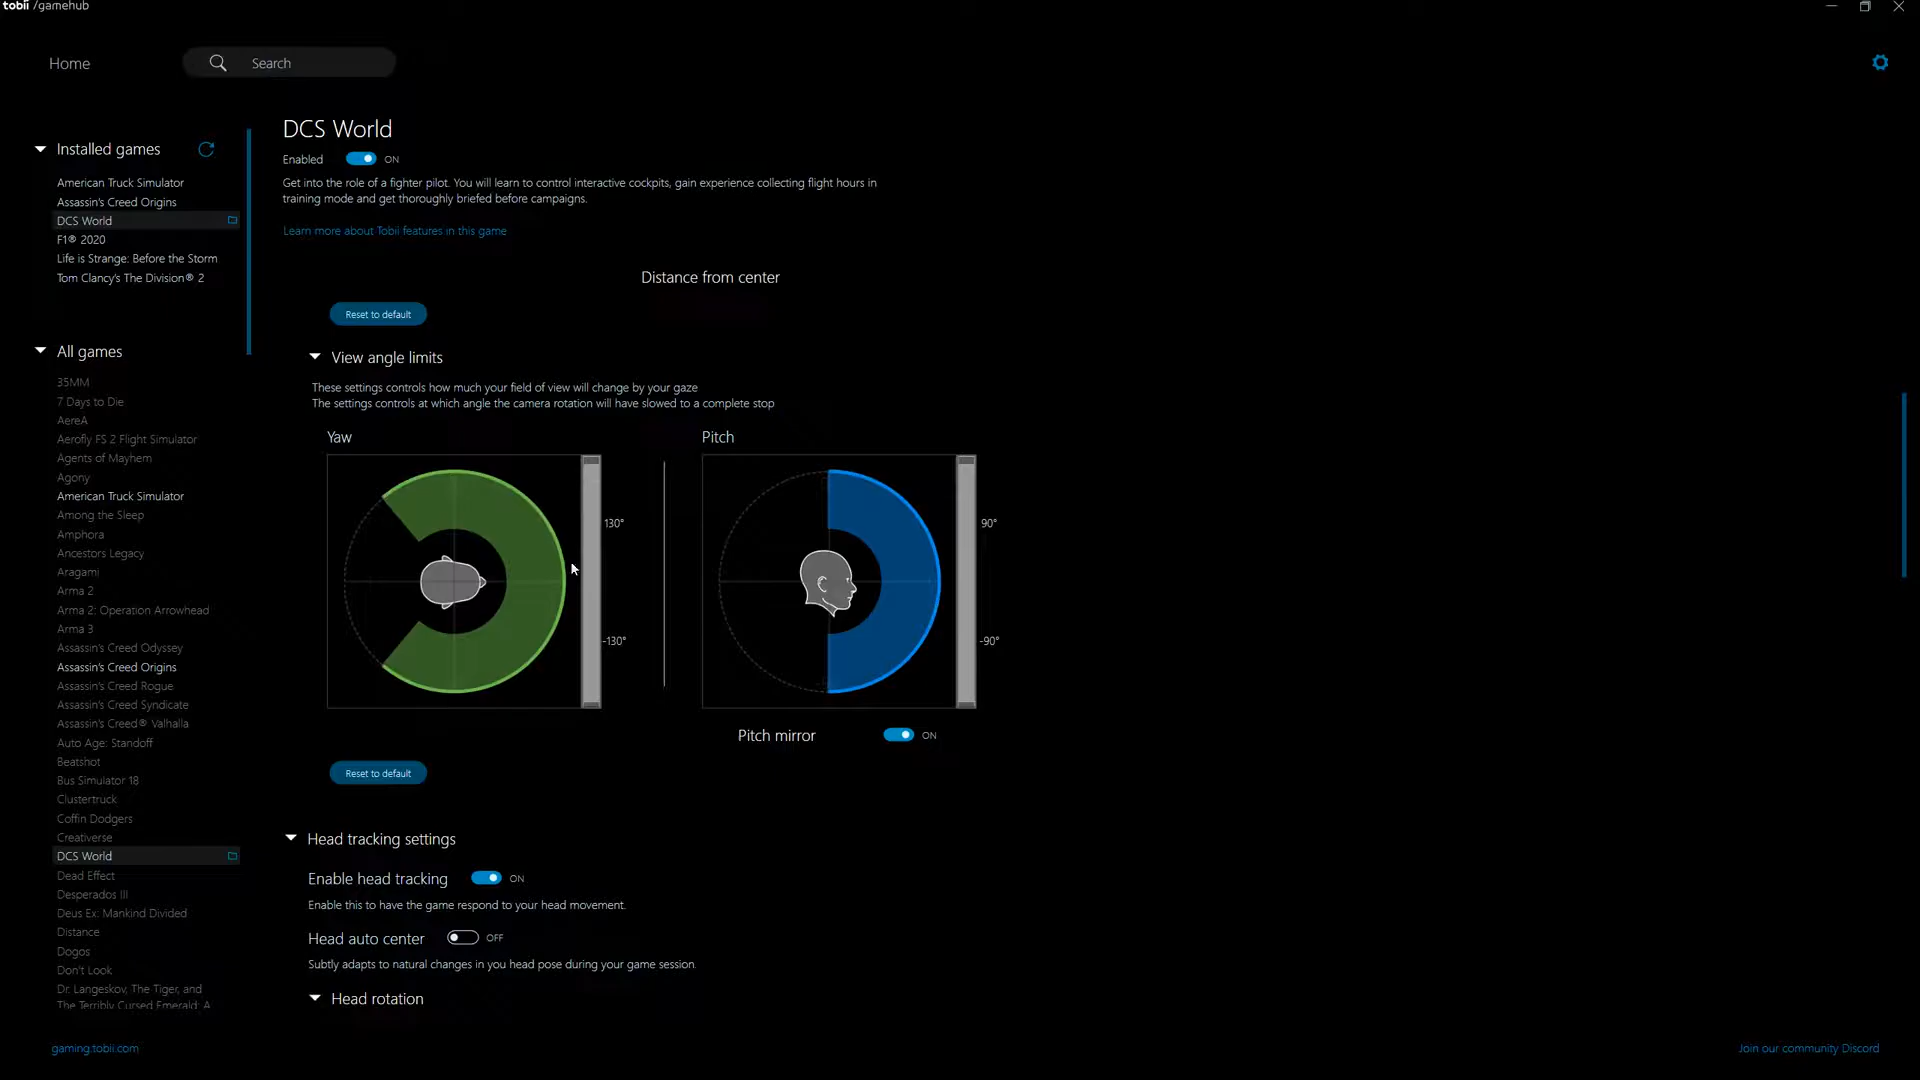 tobii /gamehub
Home
Search
Installed games
American Truck Simulator
Assassin's Creed Origins
DCS World
F1® 2020
Life is Strange: Before the Storm
Tom Clancy's The Division® 2
All games
35MM
7 Days to Die
AereA
Aerofly FS 2 Flight Simulator
Agents of Mayhem
Agony
American Truck Simulator
Among the Sleep
Amphora
Ancestors Legacy
Aragami
Arma 2
Arma 2: Operation Arrowhead
Arma 3
Assassin's Creed Odyssey
Assassin's Creed Origins
Assassin's Creed Rogue
Assassin's Creed Syndicate
Assassin's Creed® Valhalla
Auto Age: Standoff
Beatshot
Bus Simulator 18
Clustertruck
Coffin Dodgers
Creativerse
DCS World
Dead Effect
Desperados III
Deus Ex: Mankind Divided
Distance
Dogos
Don't Look
Dr. Langeskov, The Tiger, and
The Terribly Cursed Emerald: A
gaming.tobii.com
DCS World
Enabled ON
Get into the role of a fighter pilot. You will learn to control interactive cockpits, gain experience collecting flight hours in
training mode and get thoroughly briefed before campaigns.
Learn more about Tobii features in this game
Distance from center
Reset to default
View angle limits
These settings controls how much your field of view will change by your gaze
The settings controls at which angle the camera rotation will have slowed to a complete stop
Yaw
130°
-130°
Pitch
90°
-90°
Pitch mirror ON
Reset to default
Head tracking settings
Enable head tracking ON
Enable this to have the game respond to your head movement.
Head auto center OFF
Subtly adapts to natural changes in you head pose during your game session.
Head rotation
Join our community Discord